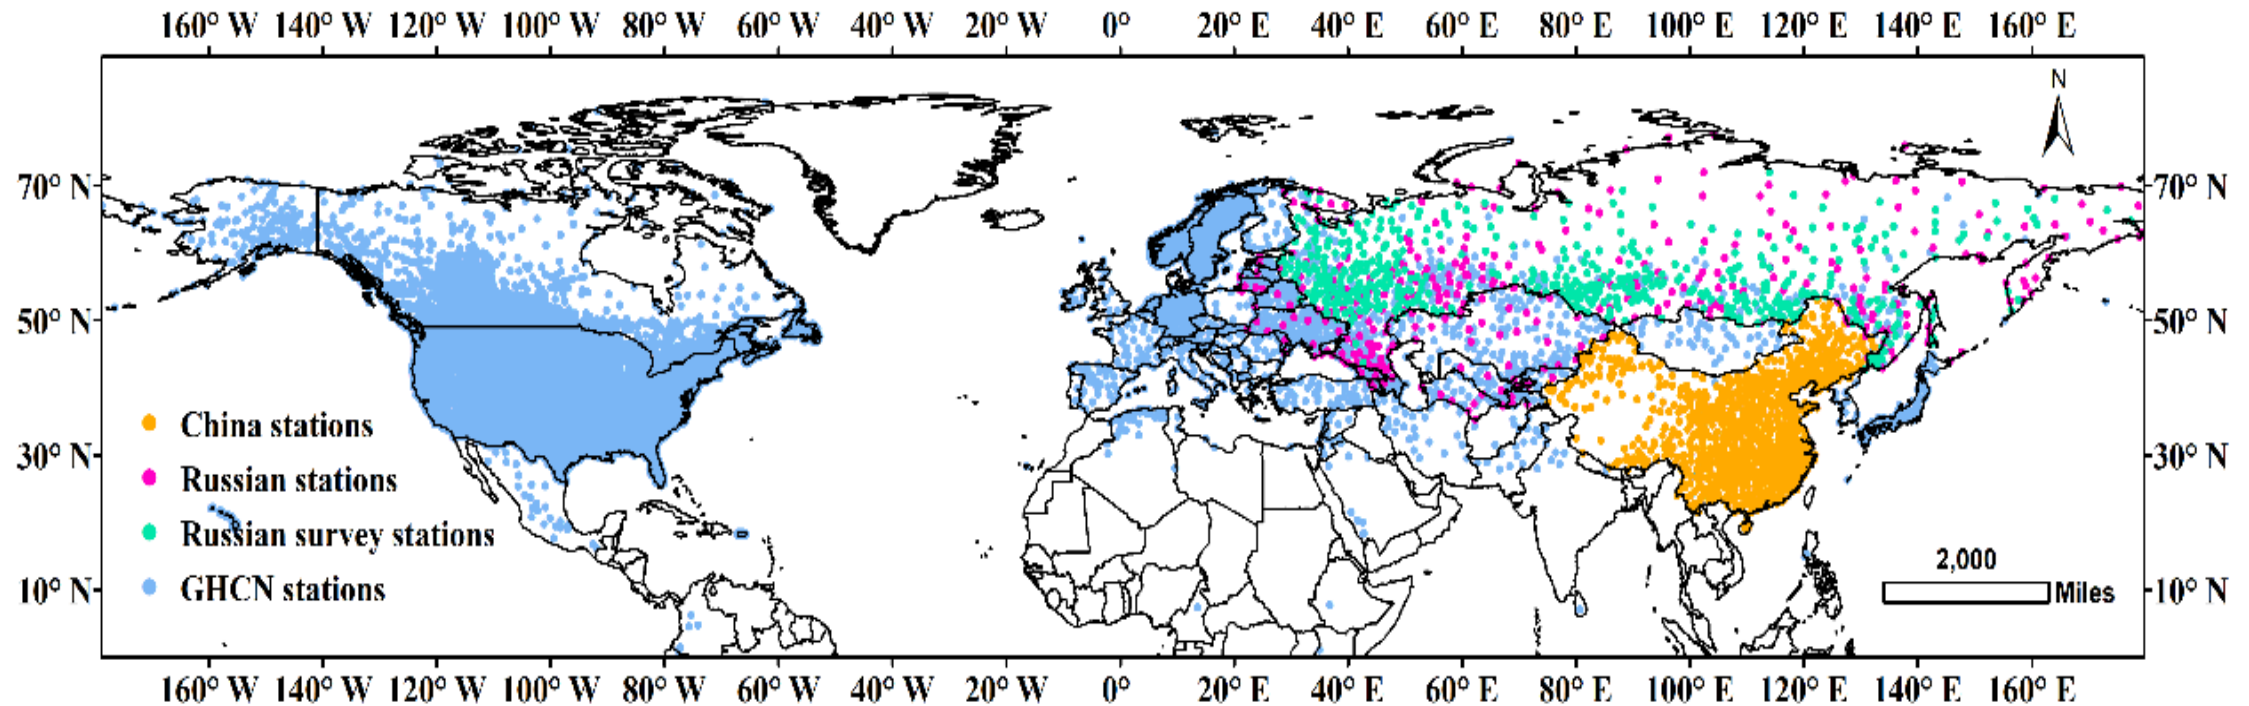 160° W 140° W 120° W 100° W 80° W 60° W 40° W 20° W 0° 20° E 40° E 60° E 80° E 100° E 120° E 140° E 160° E
N
70° N 70° N
50° N 50° N
China stations
30° N 30° N
Russian stations
Russian survey stations
2,000
GHCN stations
10° N Miles 10° N
160° W 140° W 120° W 100° W 80° W 60° W 40° W 20° W 0° 20° E 40° E 60° E 80° E 100° E 120° E 140° E 160° E